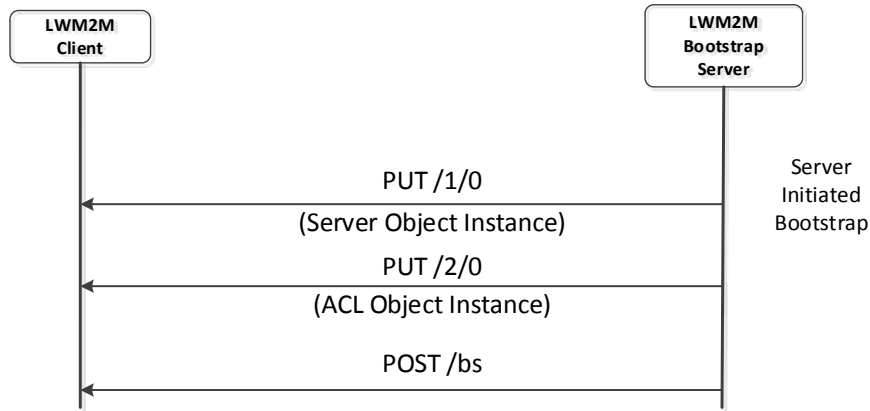 LWM2M
Client
LWM2M
Bootstrap
Server
PUT /1/0
(Server Object Instance)
Server
Initiated
Bootstrap
PUT /2/0
(ACL Object Instance)
POST /bs